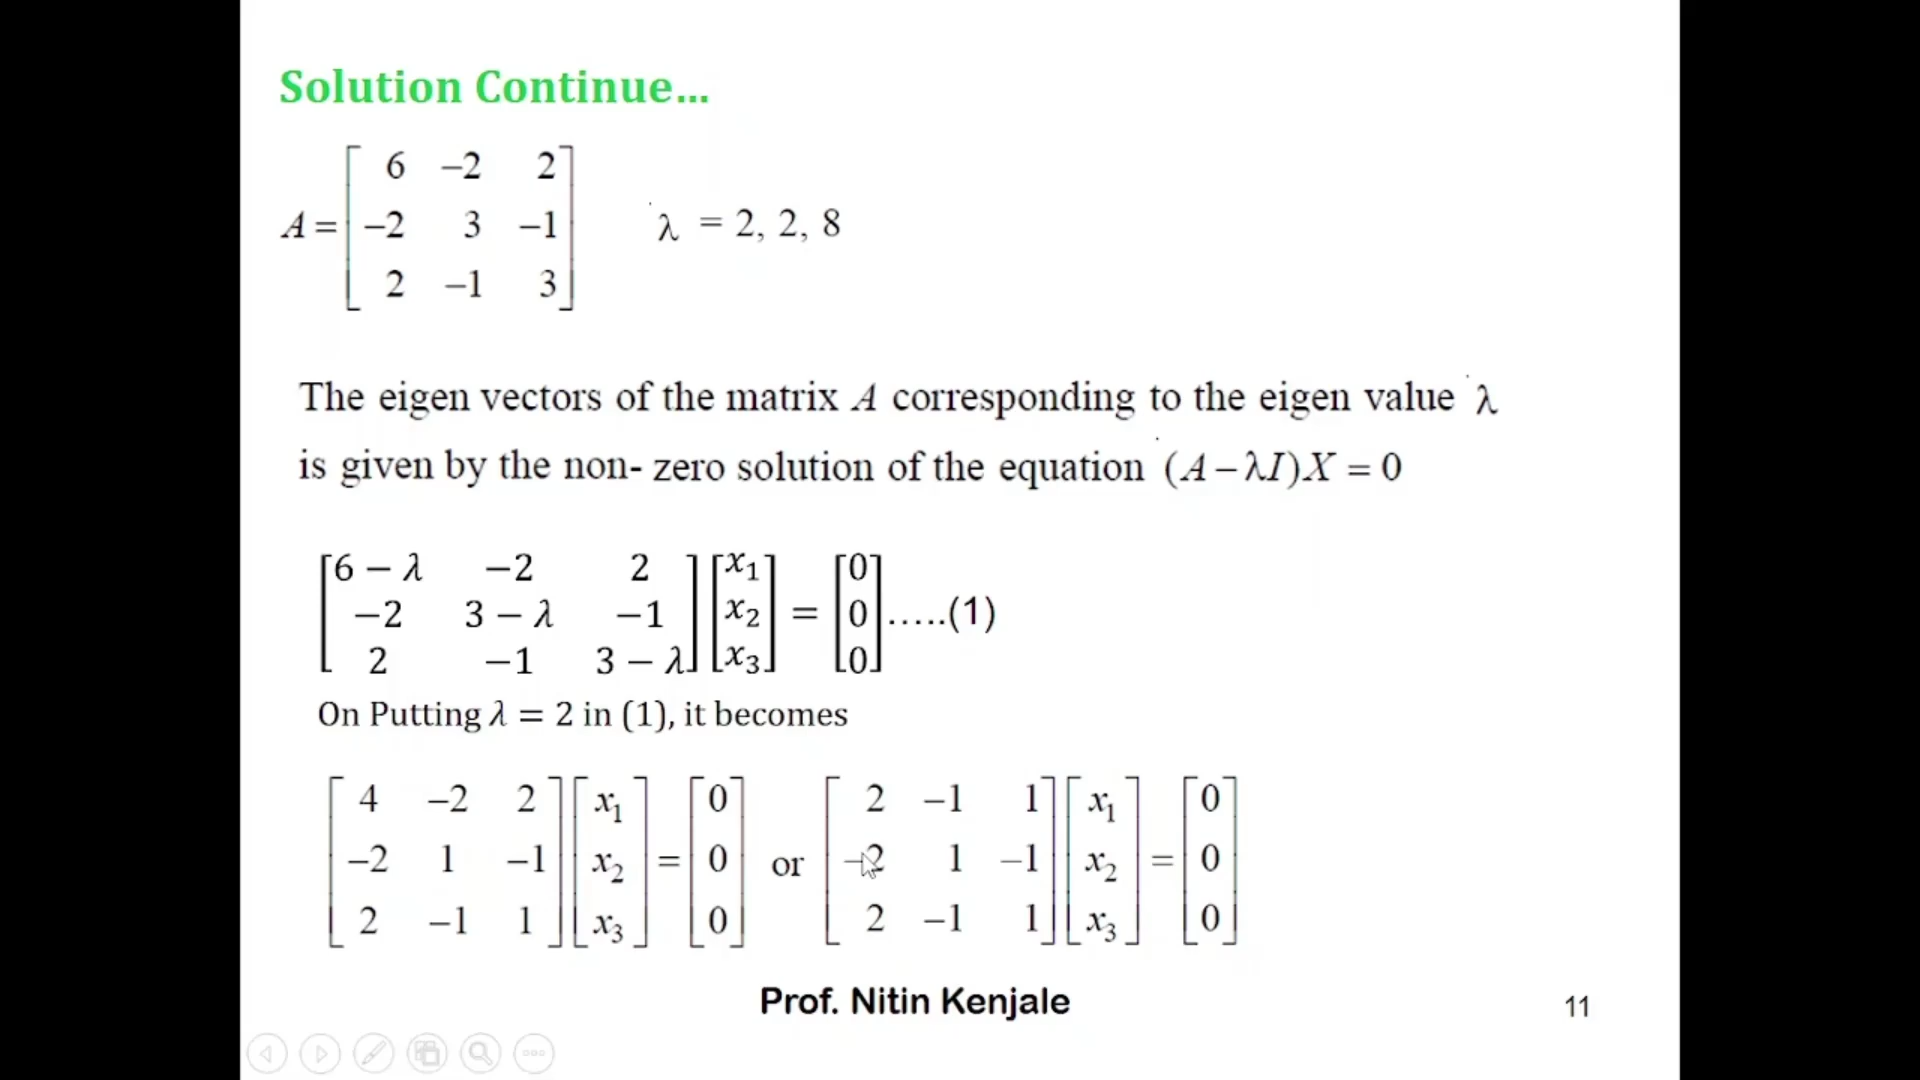 Solution Continue...
A = [ 6 −2 2 ; −2 3 −1 ; 2 −1 3 ] λ = 2, 2, 8
The eigen vectors of the matrix A corresponding to the eigen value λ
is given by the non- zero solution of the equation (A − λI)X = 0
[ 6 − λ −2 2 ; −2 3 − λ −1 ; 2 −1 3 − λ ] [ x₁ ; x₂ ; x₃ ] = [ 0 ; 0 ; 0 ] .....(1)
On Putting λ = 2 in (1), it becomes
[ 4 −2 2 ; −2 1 −1 ; 2 −1 1 ] [ x₁ ; x₂ ; x₃ ] = [ 0 ; 0 ; 0 ] or [ 2 −1 1 ; −2 1 −1 ; 2 −1 1 ] [ x₁ ; x₂ ; x₃ ] = [ 0 ; 0 ; 0 ]
Prof. Nitin Kenjale
11